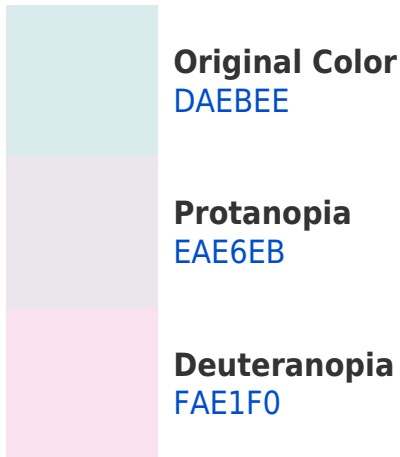 Original Color
DAEBEE
Protanopia
EAE6EB
Deuteranopia
FAE1F0